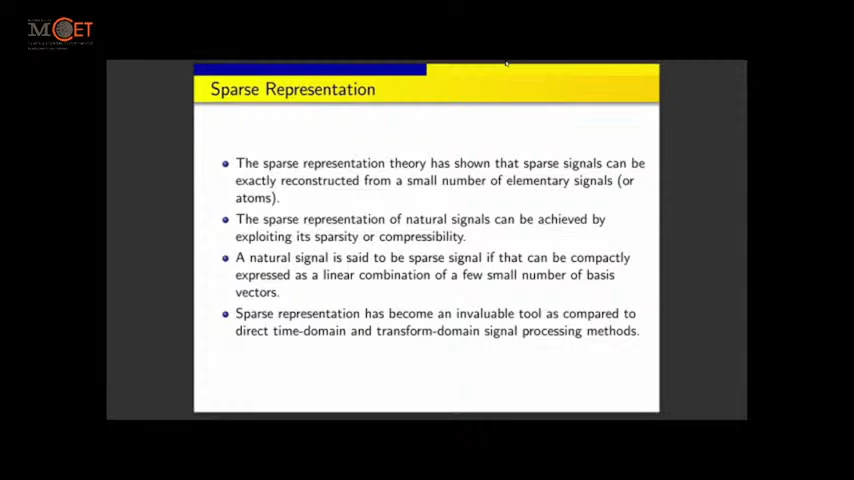 MCET
Sparse Representation
The sparse representation theory has shown that sparse signals can be
exactly reconstructed from a small number of elementary signals (or
atoms).
The sparse representation of natural signals can be achieved by
exploiting its sparsity or compressibility.
A natural signal is said to be sparse signal if that can be compactly
expressed as a linear combination of a few small number of basis
vectors.
Sparse representation has become an invaluable tool as compared to
direct time-domain and transform-domain signal processing methods.